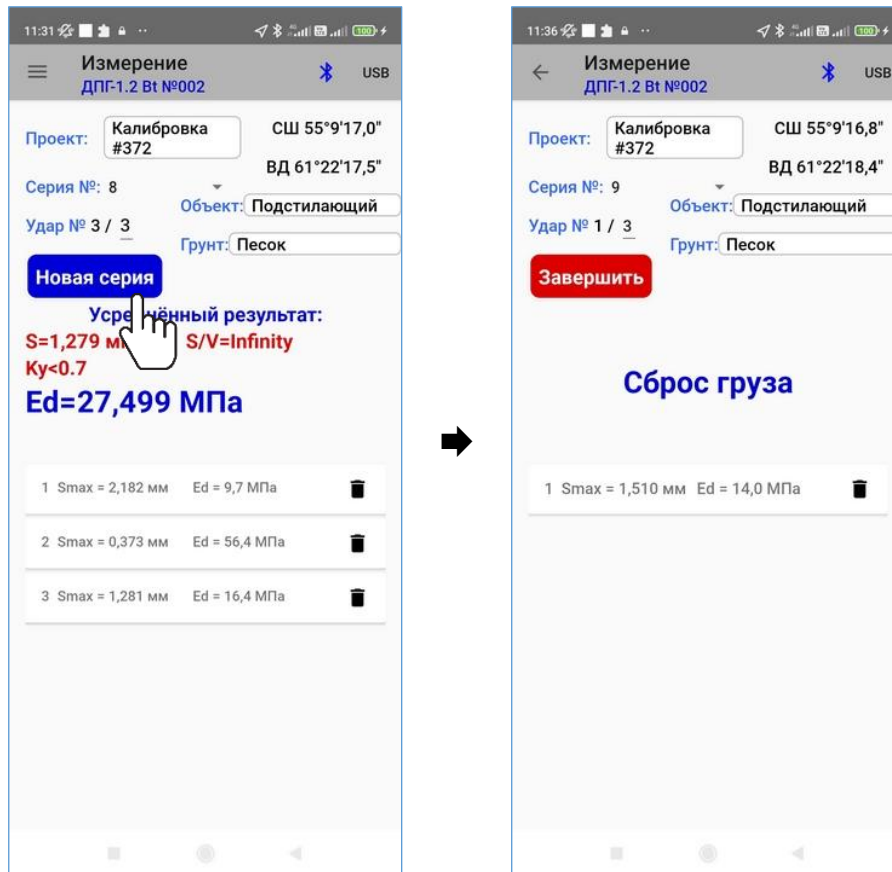 11:31
100
Измерение
ДПГ-1.2 Bt №002
USB
Проект:
Калибровка
#372
СШ 55°9'17,0"
ВД 61°22'17,5"
Серия №: 8
Объект: Подстилающий
Удар № 3 / 3
Грунт: Песок
Новая серия
результат:
S=1,279
S/V=Infinity
Ky<0.7
Ed=27,499 МПа
1 Smax = 2,182 мм Ed = 9,7 МПа
2 Smax = 0,373 мм Ed = 56,4 МПа
3 Smax = 1,281 мм Ed = 16,4 МПа
11:36
100
Измерение
ДПГ-1.2 Bt №002
USB
Проект:
Калибровка
#372
СШ 55°9'16,8"
ВД 61°22'18,4"
Серия №: 9
Объект: Подстилающий
Удар № 1 / 3
Грунт: Песок
Завершить
Сброс груза
1 Smax = 1,510 мм Ed = 14,0 МПа